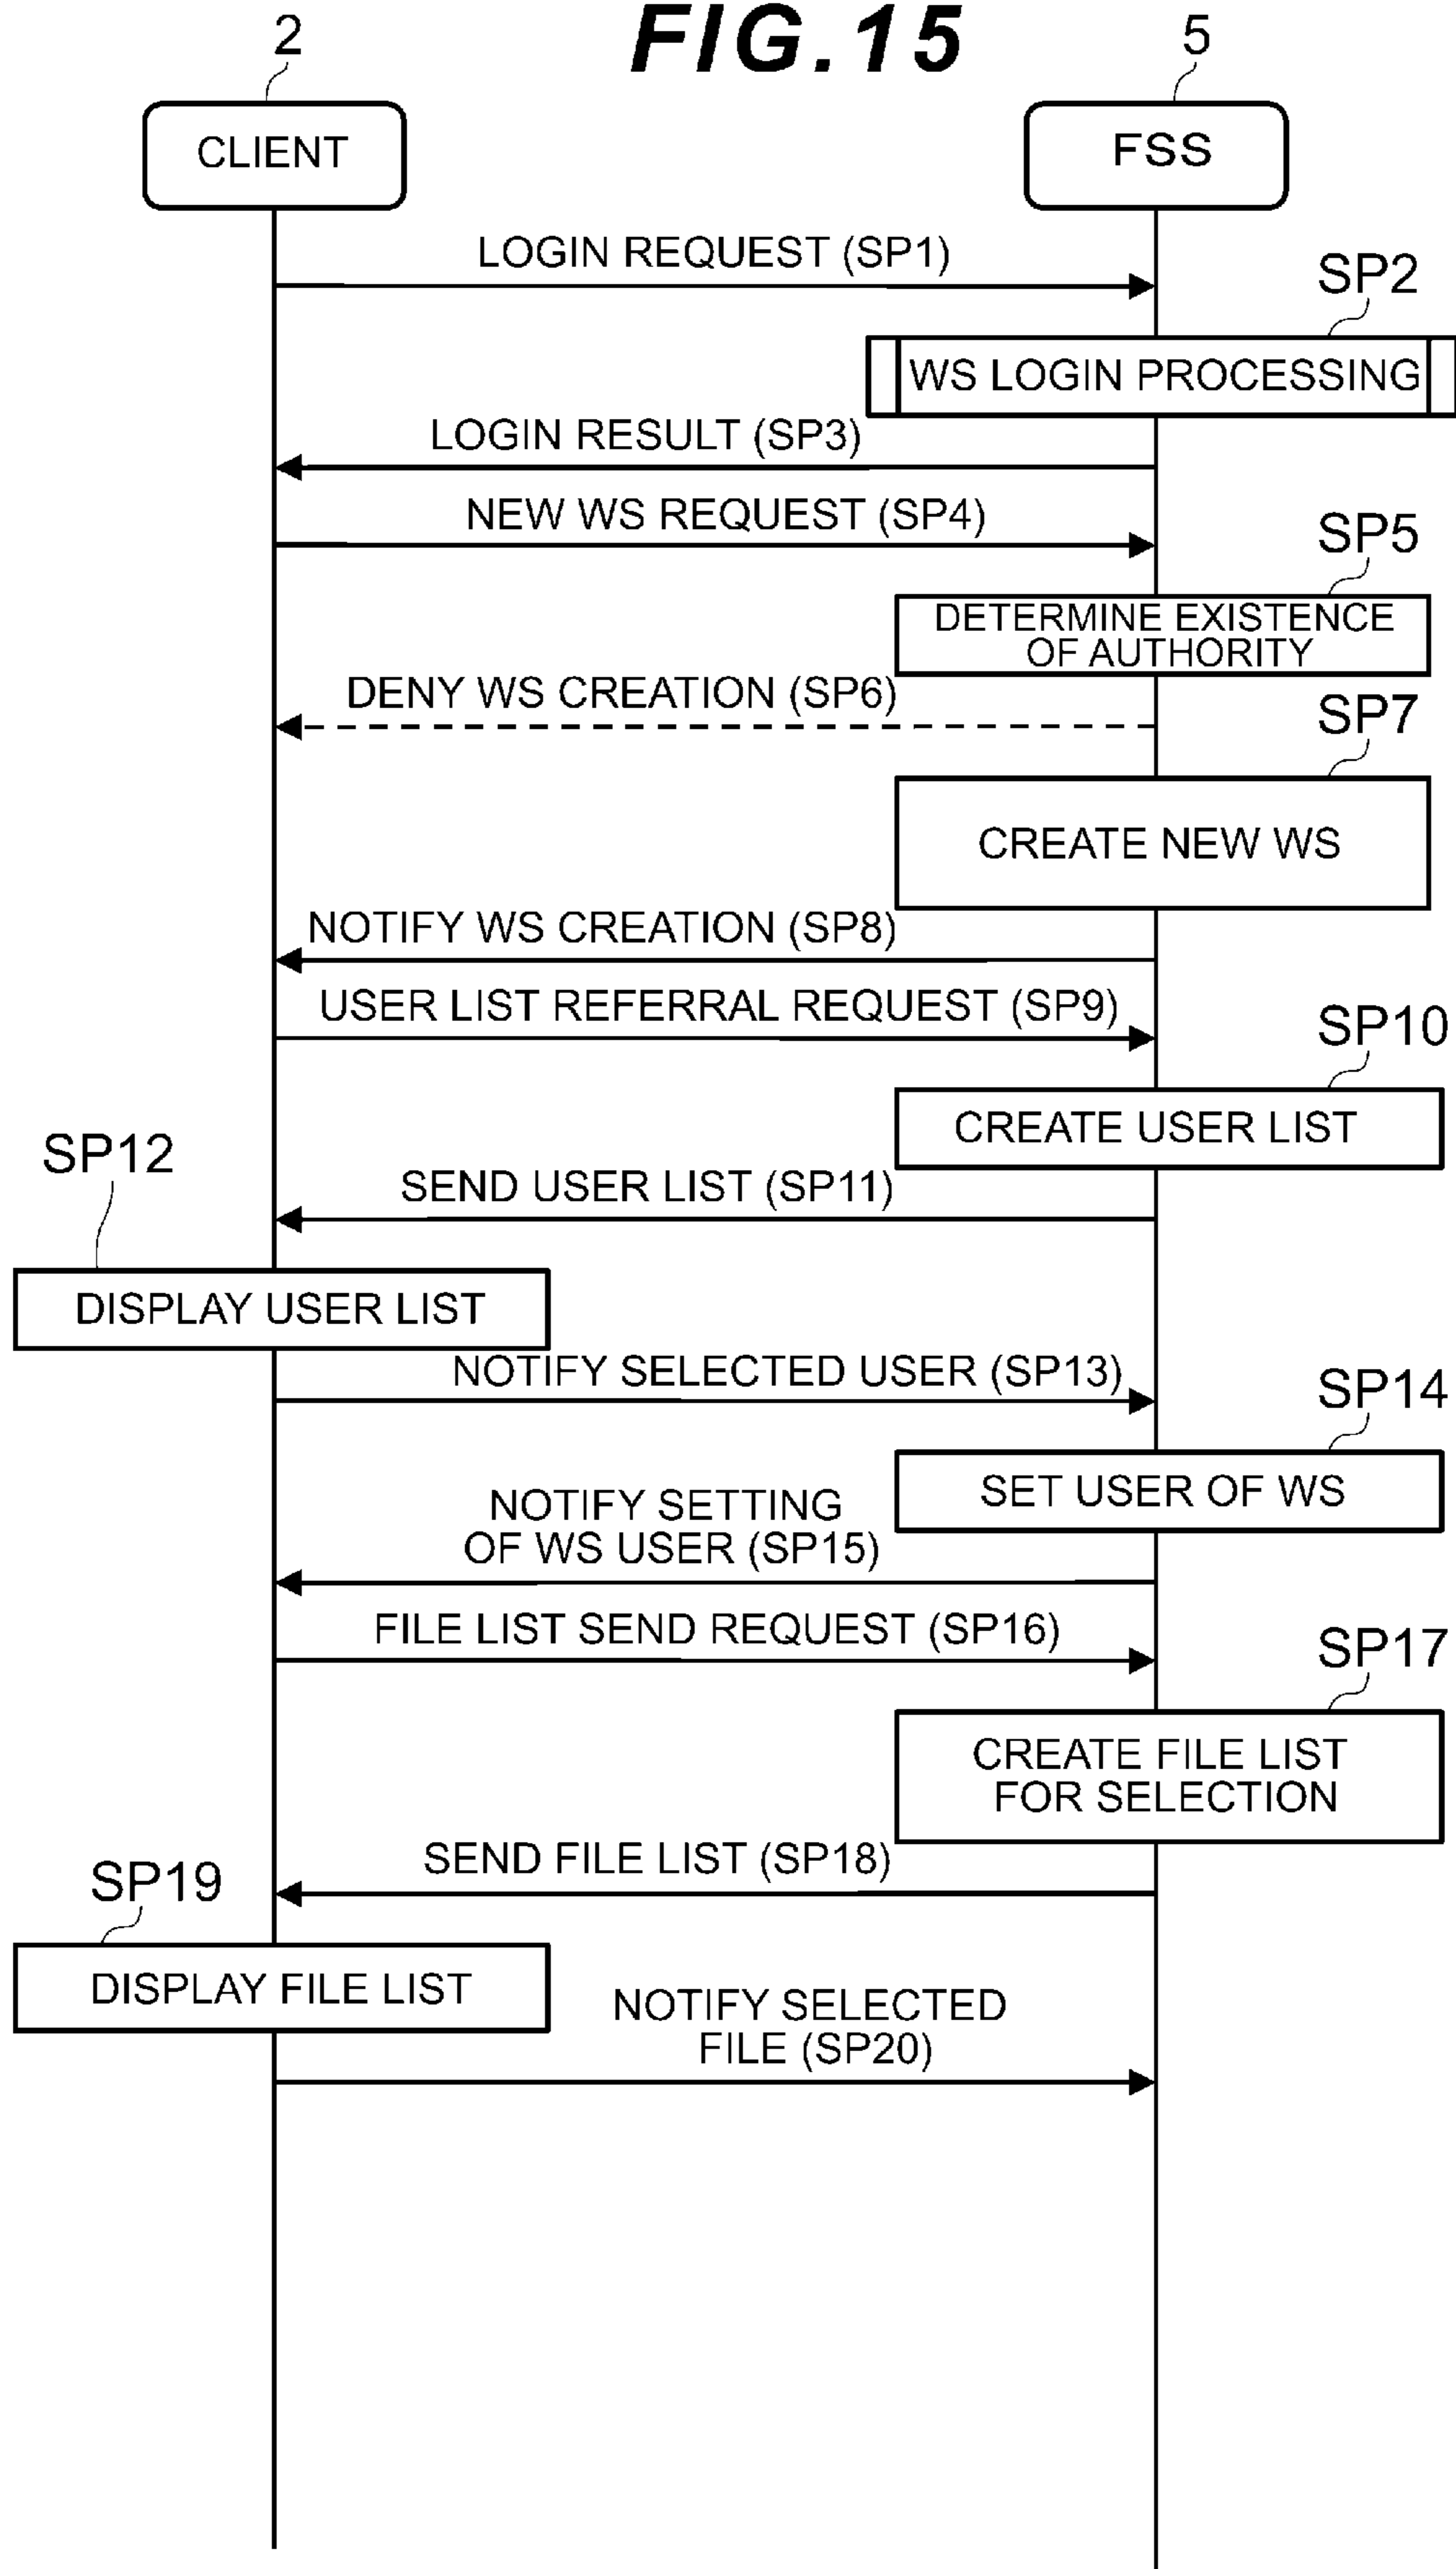 FIG.15
2
5
CLIENT
FSS
LOGIN REQUEST (SP1)
SP2
WS LOGIN PROCESSING
LOGIN RESULT (SP3)
NEW WS REQUEST (SP4)
SP5
DETERMINE EXISTENCE
OF AUTHORITY
DENY WS CREATION (SP6)
SP7
CREATE NEW WS
NOTIFY WS CREATION (SP8)
USER LIST REFERRAL REQUEST (SP9)
SP10
CREATE USER LIST
SP12
SEND USER LIST (SP11)
DISPLAY USER LIST
NOTIFY SELECTED USER (SP13)
SP14
SET USER OF WS
NOTIFY SETTING
OF WS USER (SP15)
FILE LIST SEND REQUEST (SP16)
SP17
CREATE FILE LIST
FOR SELECTION
SEND FILE LIST (SP18)
SP19
DISPLAY FILE LIST
NOTIFY SELECTED
FILE (SP20)